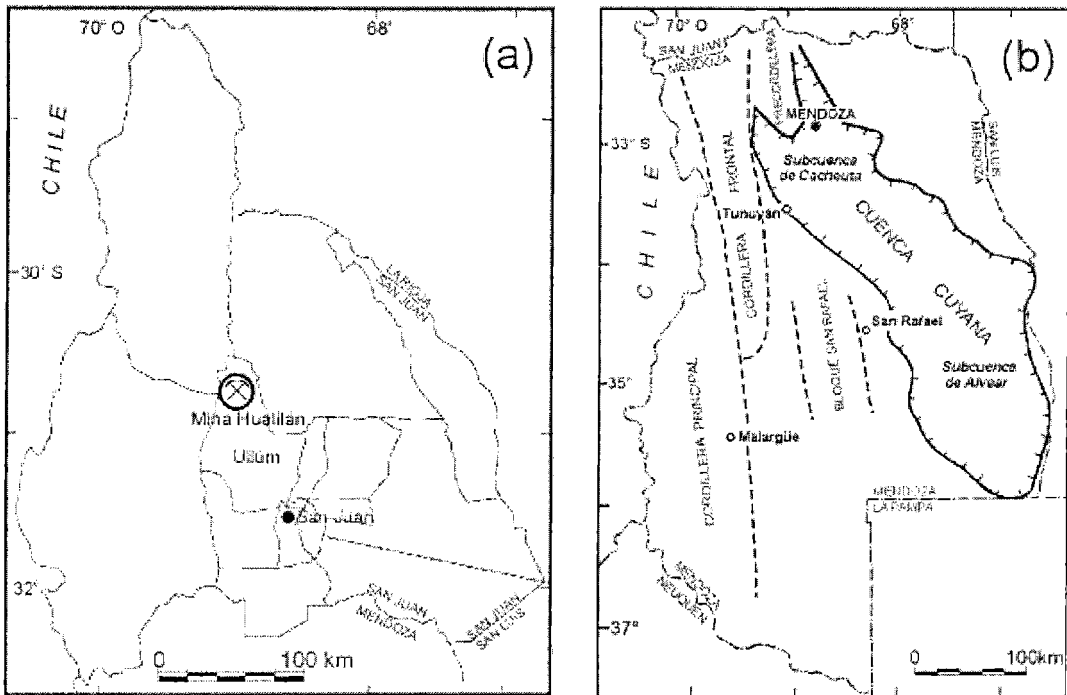 70° O
68°
(a)
CHILE
30° S
LA RIOJA
SAN JUAN
Mina Hualilan
Ullum
San Juan
32°
SAN JUAN
MENDOZA
SAN JUAN
SAN LUIS
0
100 km
70° O
68°
(b)
SAN JUAN
MENDOZA
PRECORDILLERA
MENDOZA
SAN LUIS
MENDOZA
33° S
Subcuenca
de Cacheuta
CHILE
CORDILLERA FRONTAL
Tunuyán
CUENCA
CUYANA
BLOQUE SAN RAFAEL
San Rafael
Subcuenca
de Alvear
35°
CORDILLERA PRINCIPAL
Malargüe
MENDOZA
LA PAMPA
MENDOZA
NEUQUEN
37°
0
100km